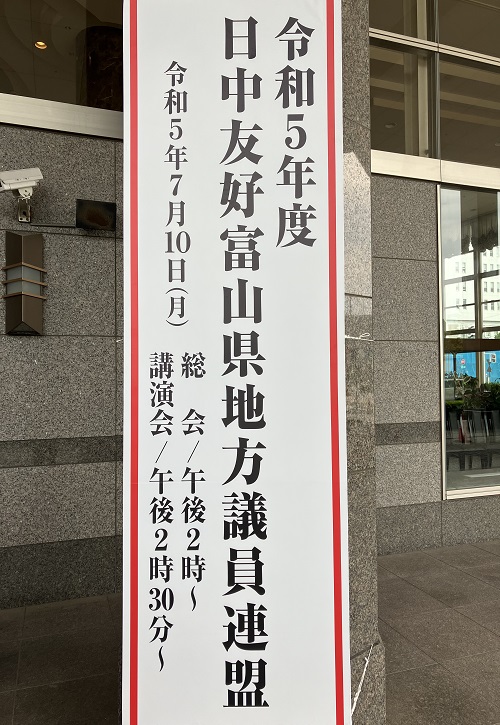 令和5年度
日中友好富山県地方議員連盟
令和5年7月10日(月)
総　会/午後2時~
講演会/午後2時30分~